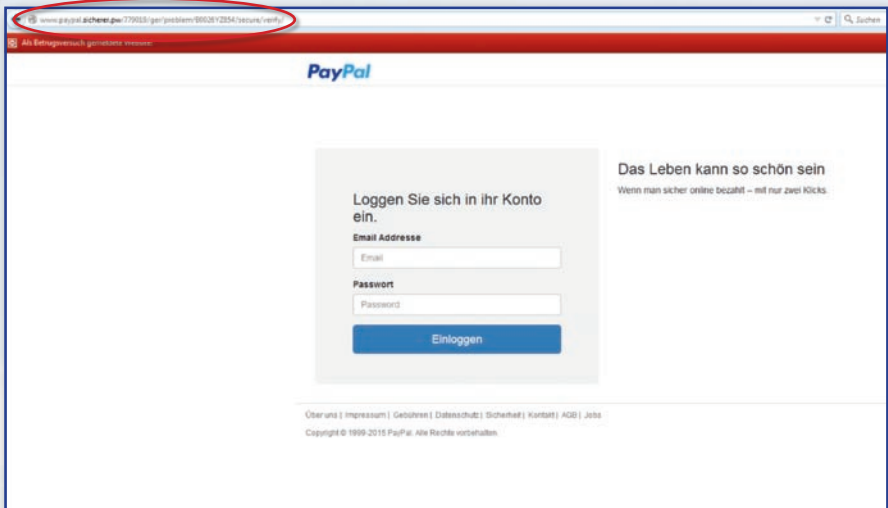 www.paypal.sicherei.pw/779019/ger/problem/ /secure/verify/
Suchen
Als Betrugsversuch gemeldete Website!
PayPal
Das Leben kann so schön sein
Wenn man sicher online bezahlt – mit nur zwei Klicks.
Loggen Sie sich in ihr Konto
ein.
Email Addresse
Email
Passwort
Password
Einloggen
Über uns | Impressum | Gebühren | Datenschutz | Sicherheit | Kontakt | AGB | Jobs
Copyright © 1999-2015 PayPal. Alle Rechte vorbehalten.